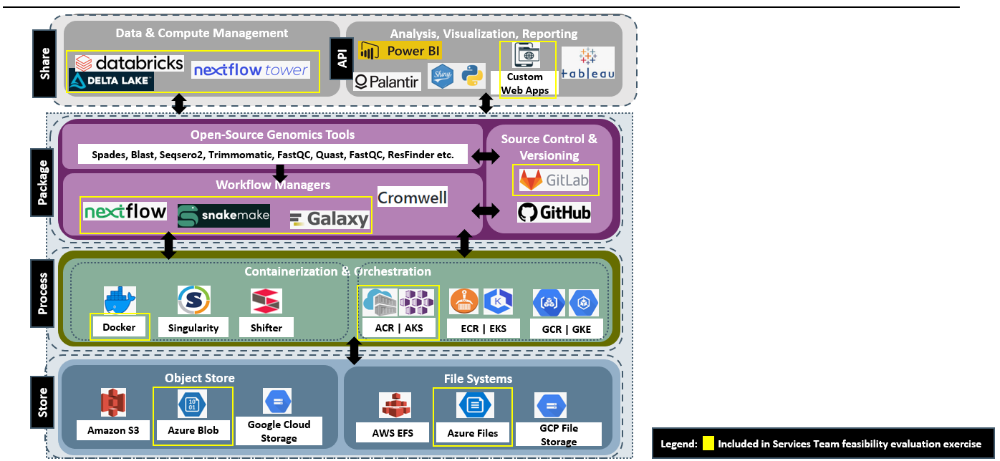 Share
Data & Compute Management
databricks
DELTA LAKE
nextflow tower
API
Analysis, Visualization, Reporting
Power BI
Palantir
Shiny
Custom
Web Apps
+ableau
Package
Open-Source Genomics Tools
Spades, Blast, Seqsero2, Trimmomatic, FastQC, Quast, FastQC, ResFinder etc.
Workflow Managers
nextflow
snakemake
Galaxy
Cromwell
Source Control &
Versioning
GitLab
GitHub
Process
Containerization & Orchestration
Docker
S
Singularity
Shifter
ACR | AKS
K
ECR | EKS
GCR | GKE
Store
Object Store
Amazon S3
10
01
Azure Blob
Google Cloud
Storage
File Systems
AWS EFS
Azure Files
GCP File
Storage
Legend: Included in Services Team feasibility evaluation exercise